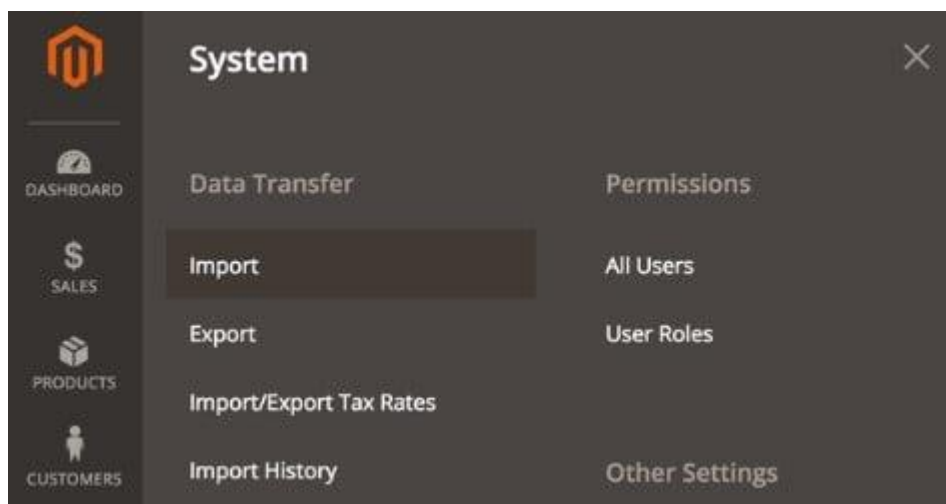 System
DASHBOARD
SALES
PRODUCTS
CUSTOMERS
Data Transfer
Import
Export
Import/Export Tax Rates
Import History
Permissions
All Users
User Roles
Other Settings